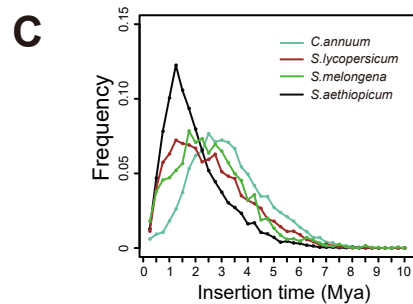 C
0.15
C.annuum
S.lycopersicum
S.melongena
S.aethiopicum
0.10
Frequency
0.05
0
0 1 2 3 4 5 6 7 8 9 10
Insertion time (Mya)